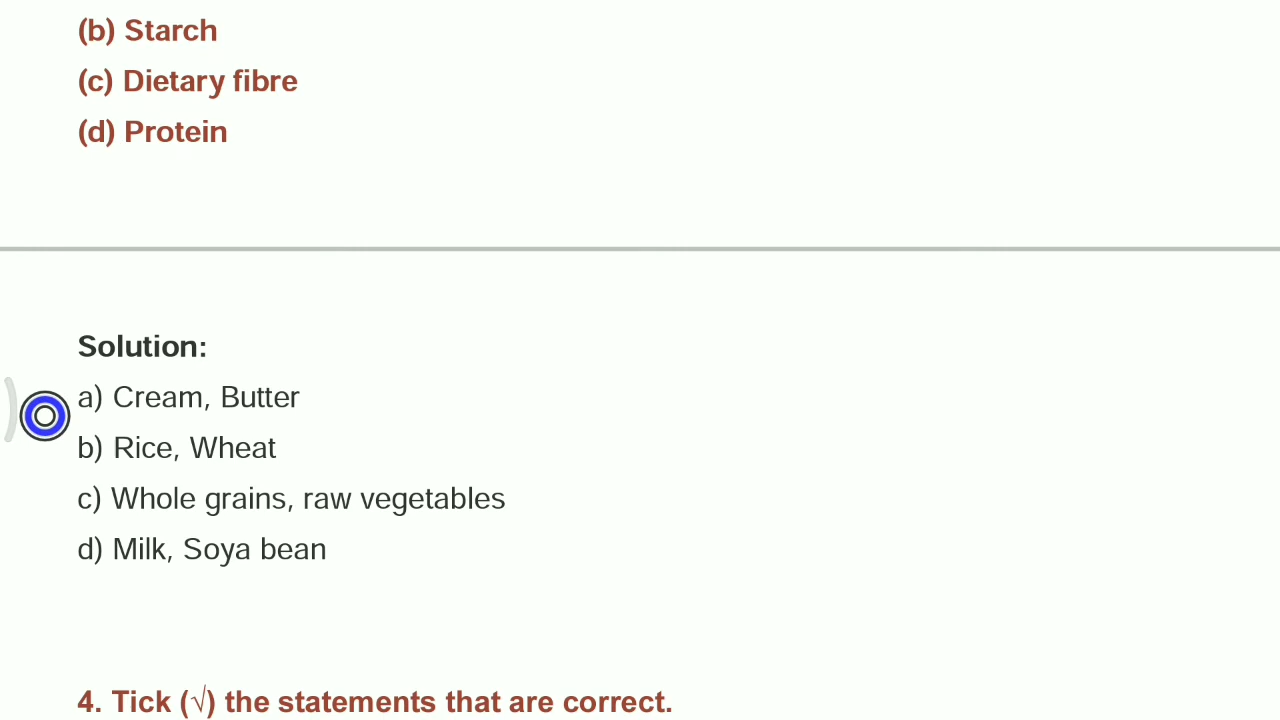 (b) Starch
(c) Dietary fibre
(d) Protein
Solution:
a) Cream, Butter
b) Rice, Wheat
c) Whole grains, raw vegetables
d) Milk, Soya bean
4. Tick (√) the statements that are correct.